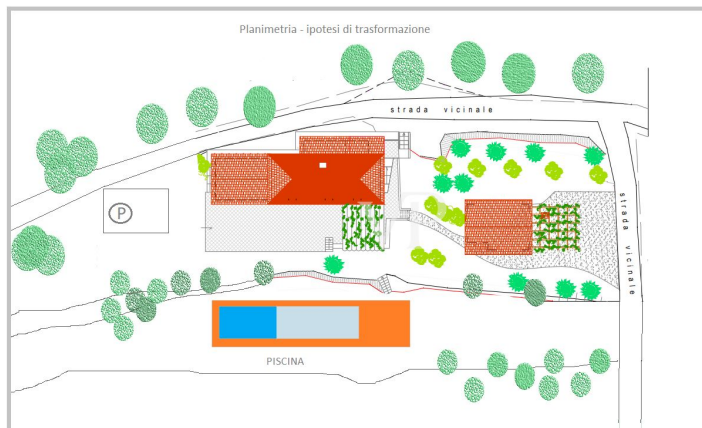 Planimetria - ipotesi di trasformazione
strada vicinale
P
strada vicinale
PISCINA